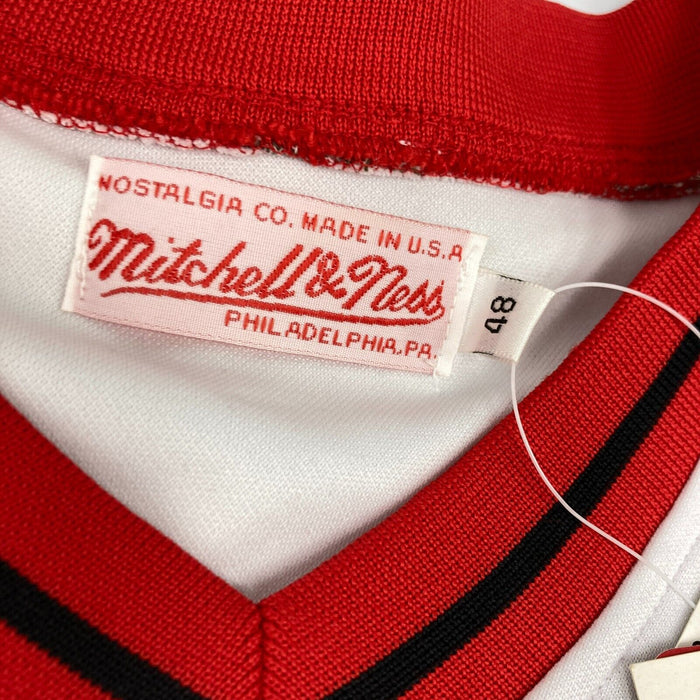 NOSTALGIA CO. MADE IN U.S.A
Mitchell & Ness
PHILADELPHIA, PA.
48